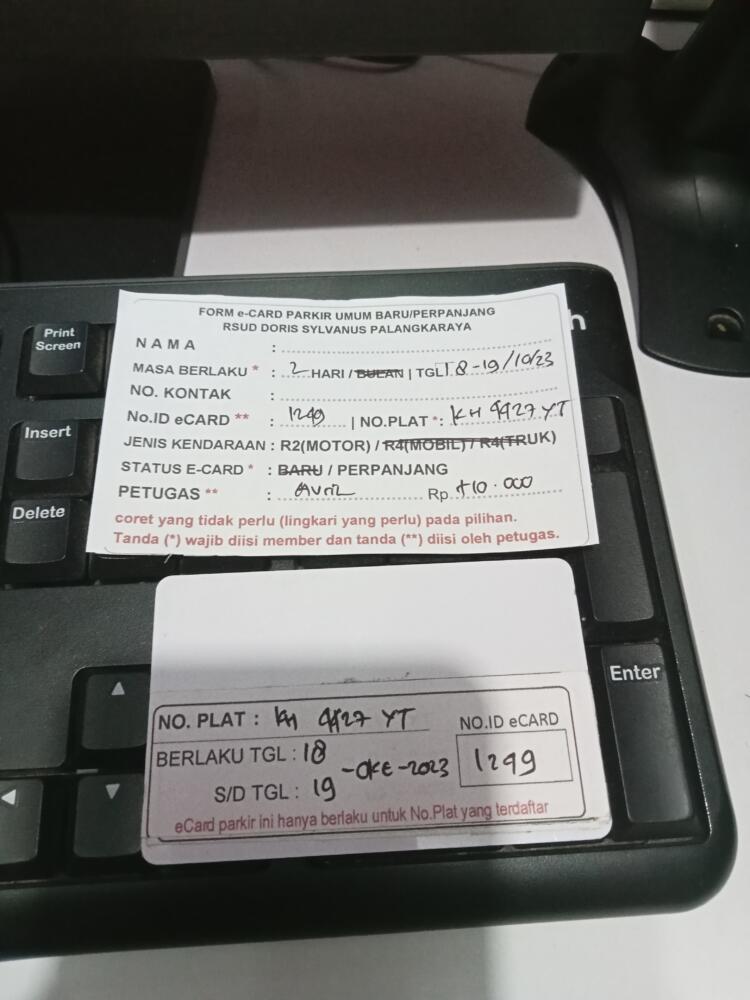 FORM e-CARD PARKIR UMUM BARU/PERPANJANG
RSUD DORIS SYLVANUS PALANGKARAYA
NAMA :
MASA BERLAKU * : 2 HARI / BULAN | TGL 18-19/10/23
NO. KONTAK :
No.ID eCARD ** : 1249 | NO.PLAT *: KH 4427 YT
JENIS KENDARAAN : R2(MOTOR) / R4(MOBIL) / R4(TRUK)
STATUS E-CARD * : BARU / PERPANJANG
PETUGAS ** : Avril Rp. 10.000
coret yang tidak perlu (lingkari yang perlu) pada pilihan.
Tanda (*) wajib diisi member dan tanda (**) diisi oleh petugas.
NO. PLAT : KH 4427 YT
NO.ID eCARD
BERLAKU TGL : 18
S/D TGL : 19
-OKE-2023
1249
eCard parkir ini hanya berlaku untuk No.Plat yang terdaftar
Print
Screen
Insert
Delete
Enter
h